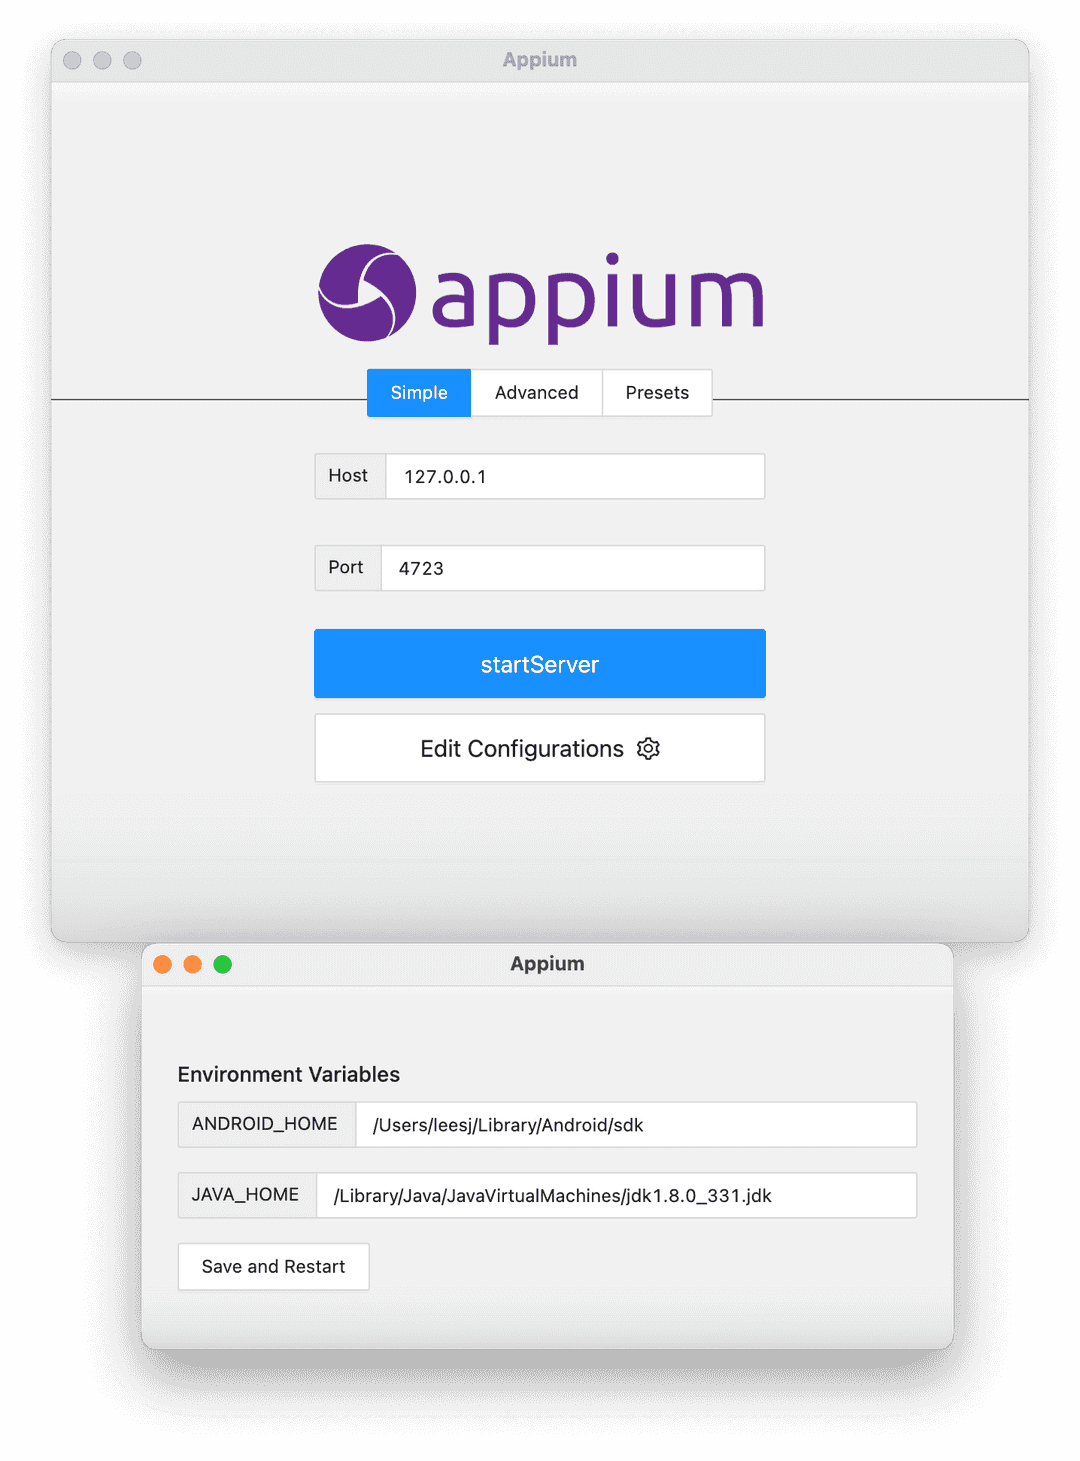 Appium
appium
Simple Advanced Presets
Host 127.0.0.1
Port 4723
startServer
Edit Configurations
Appium
Environment Variables
ANDROID_HOME /Users/leesj/Library/Android/sdk
JAVA_HOME /Library/Java/JavaVirtualMachines/jdk1.8.0_331.jdk
Save and Restart